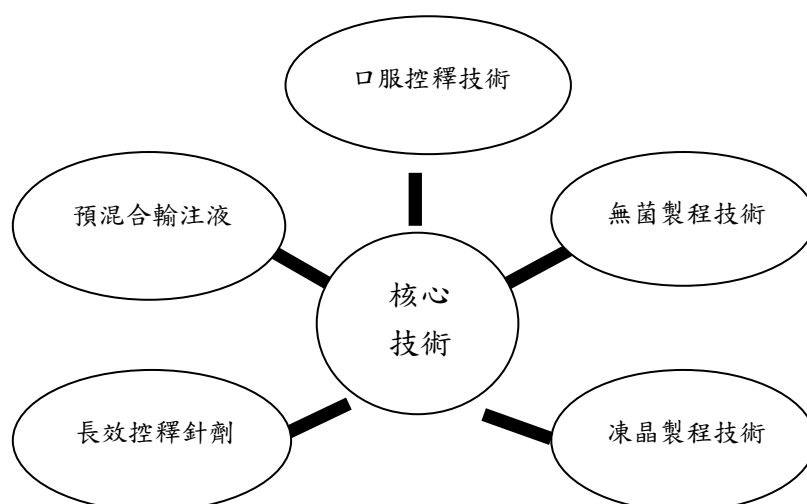 口服控釋技術
預混合輸注液
無菌製程技術
核心
技術
長效控釋針劑
凍晶製程技術